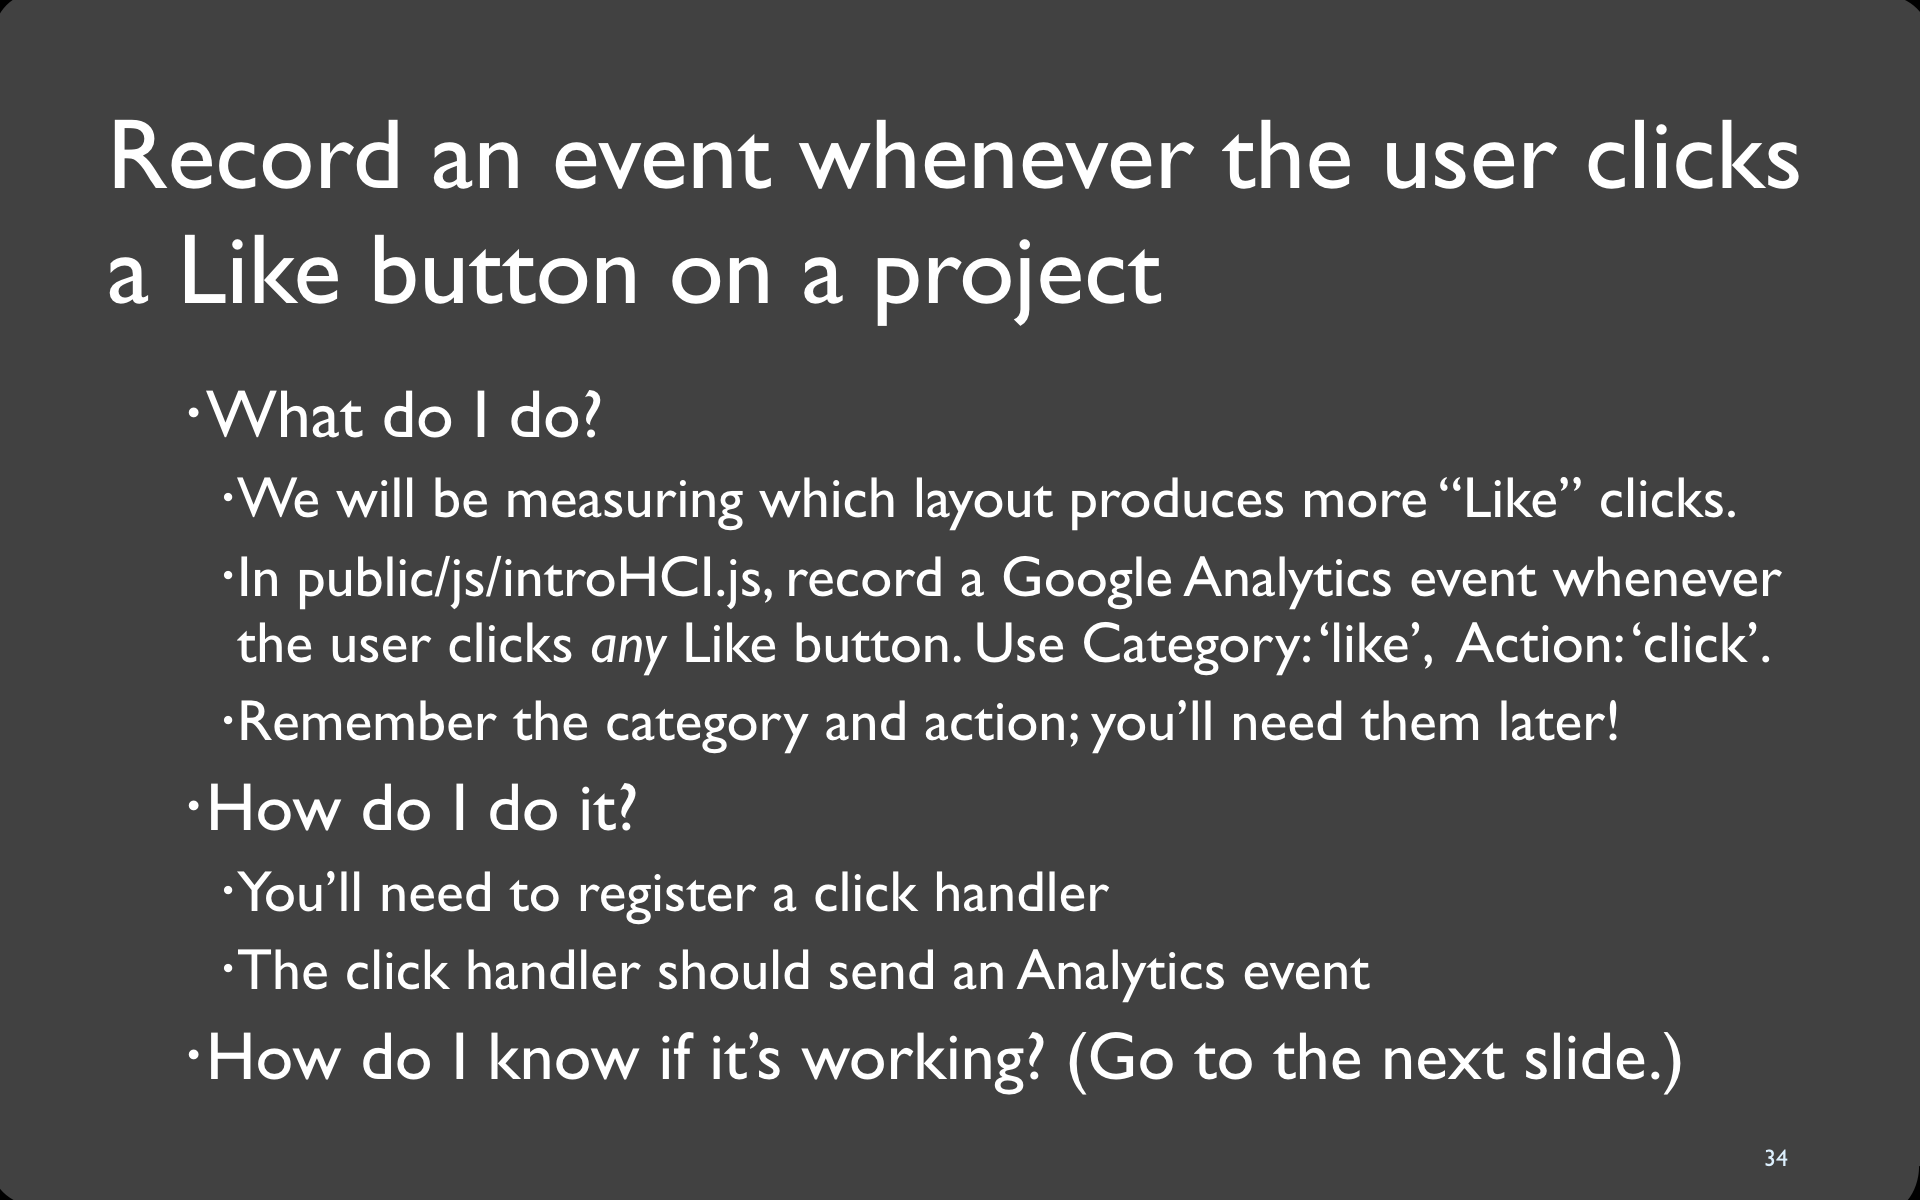 Record an event whenever the user clicks
a Like button on a project
·What do I do?
·We will be measuring which layout produces more “Like” clicks.
·In public/js/introHCI.js, record a Google Analytics event whenever
the user clicks any Like button. Use Category: ‘like’, Action: ‘click’.
·Remember the category and action; you’ll need them later!
·How do I do it?
·You’ll need to register a click handler
·The click handler should send an Analytics event
·How do I know if it’s working? (Go to the next slide.)
34